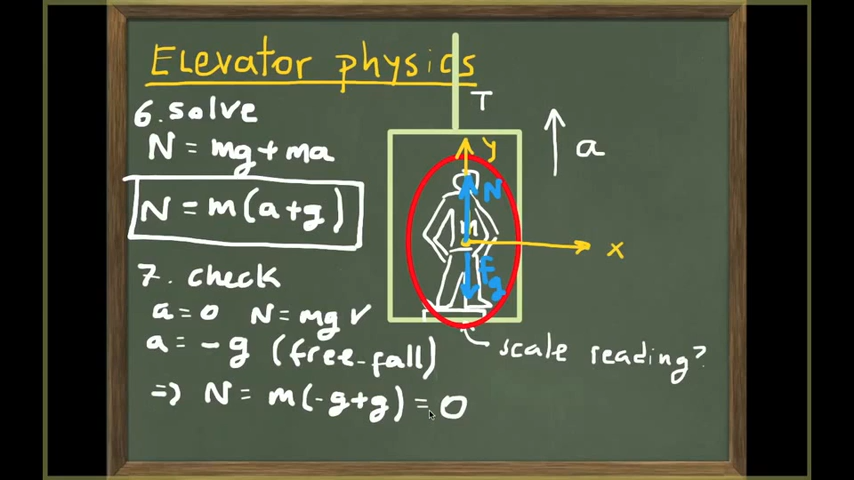 Elevator physics
6. solve
N = mg + ma
N = m(a+g)
7. check
a = 0 N = mg ✓
a = -g (free-fall)
=> N = m(-g+g) = 0
T
a
y
N
m
x
Fg
scale reading?